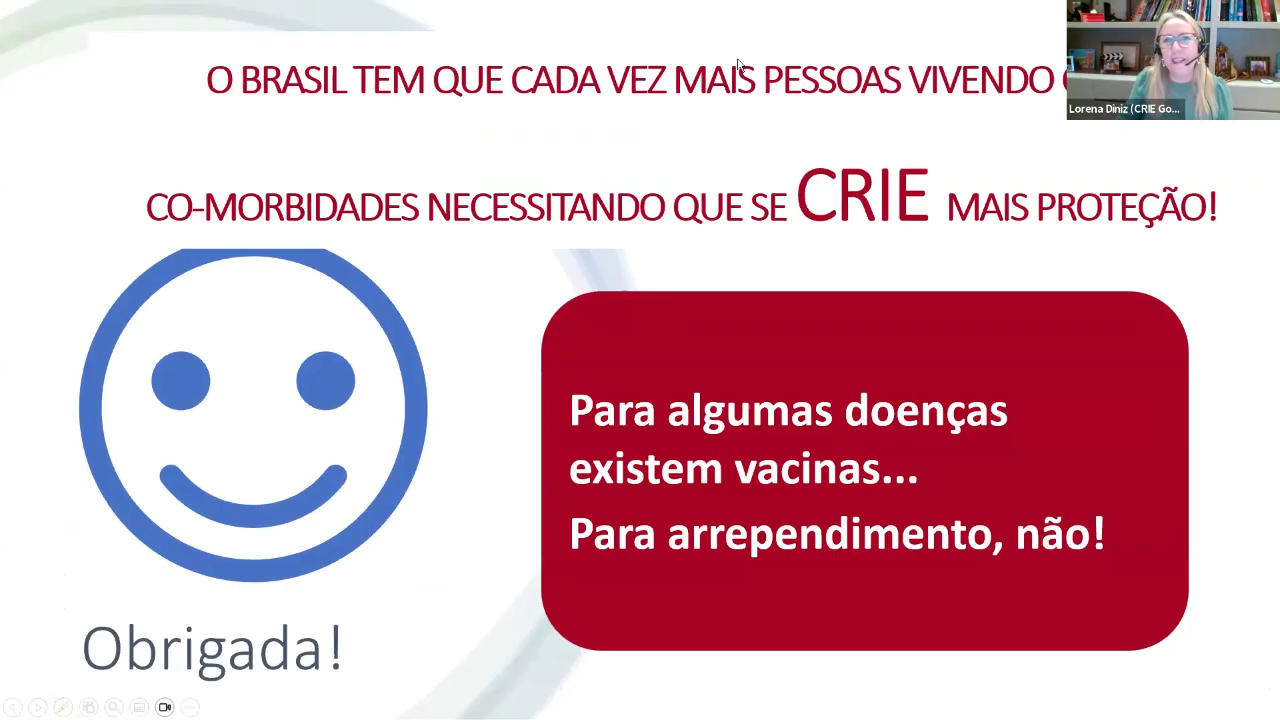 O BRASIL TEM QUE CADA VEZ MAIS PESSOAS VIVENDO
Lorena Diniz (CRIE Go...
CO-MORBIDADES NECESSITANDO QUE SE CRIE MAIS PROTEÇÃO!
Para algumas doenças
existem vacinas...
Para arrependimento, não!
Obrigada!